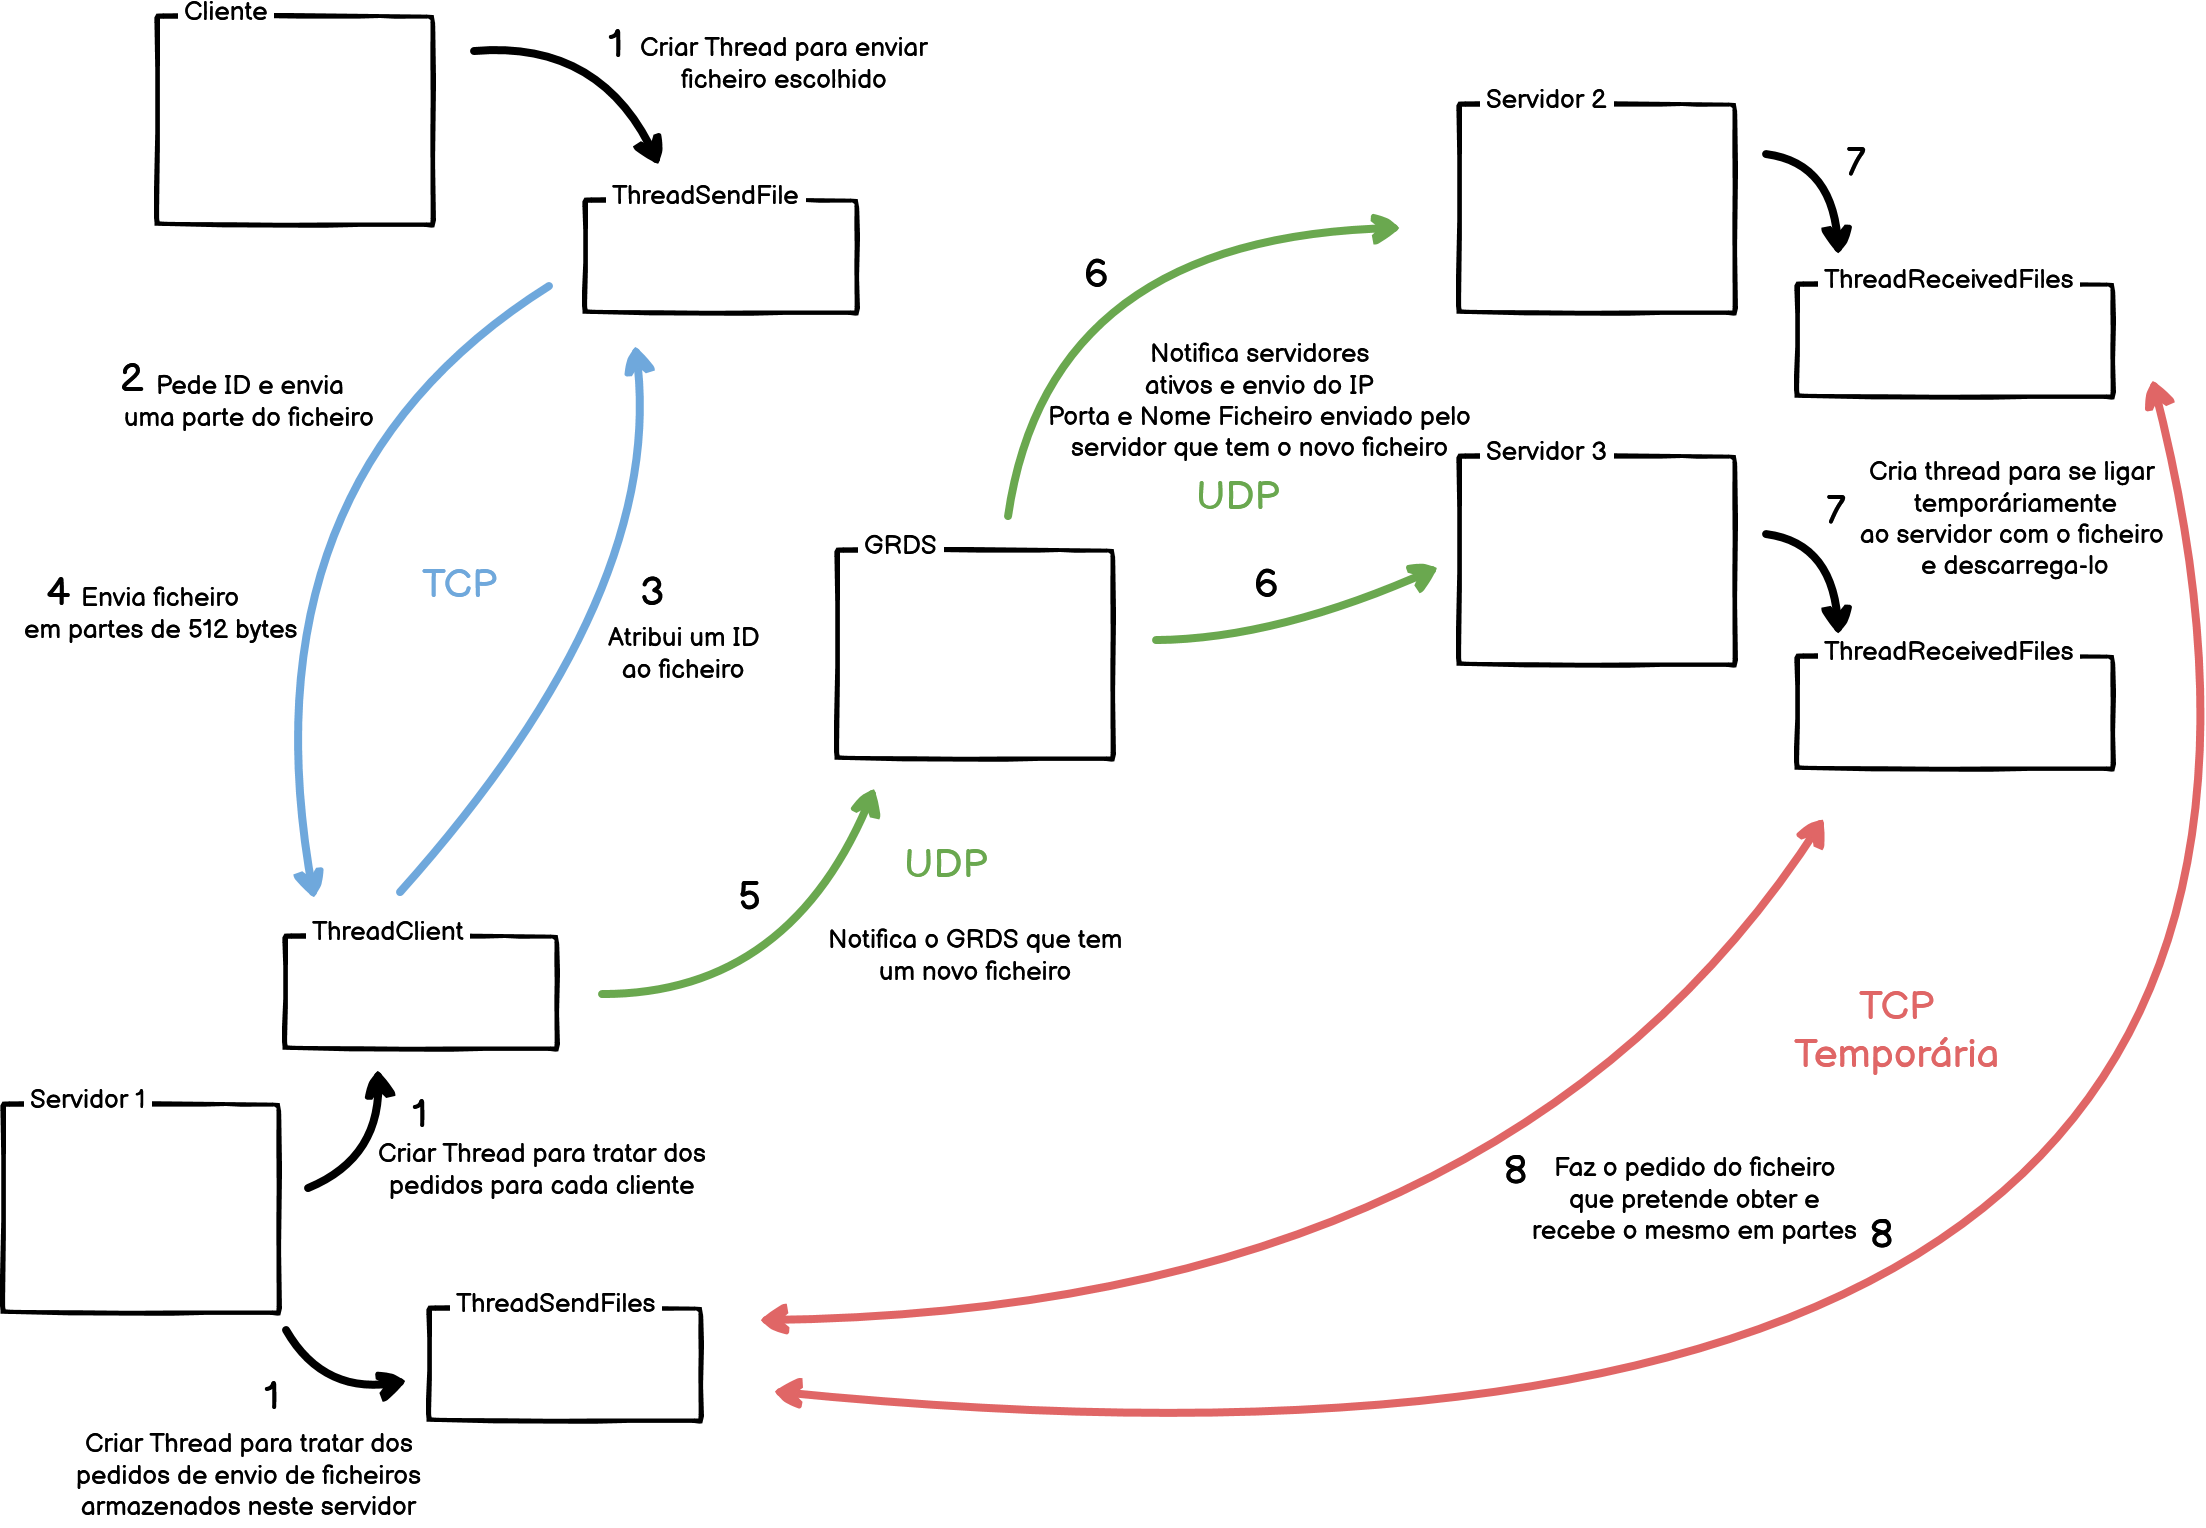 Cliente
1 Criar Thread para enviar
ficheiro escolhido
ThreadSendFile
2 Pede ID e envia
uma parte do ficheiro
TCP
3
Atribui um ID
ao ficheiro
4 Envia ficheiro
em partes de 512 bytes
ThreadClient
Servidor 1
1
Criar Thread para tratar dos
pedidos para cada cliente
ThreadSendFiles
1
Criar Thread para tratar dos
pedidos de envio de ficheiros
armazenados neste servidor
5
UDP
Notifica o GRDS que tem
um novo ficheiro
GRDS
6
Notifica servidores
ativos e envio do IP
Porta e Nome Ficheiro enviado pelo
servidor que tem o novo ficheiro
UDP
6
Servidor 2
7
ThreadReceivedFiles
Servidor 3
7
Cria thread para se ligar
temporáriamente
ao servidor com o ficheiro
e descarrega-lo
ThreadReceivedFiles
TCP
Temporária
8 Faz o pedido do ficheiro
que pretende obter e
recebe o mesmo em partes 8